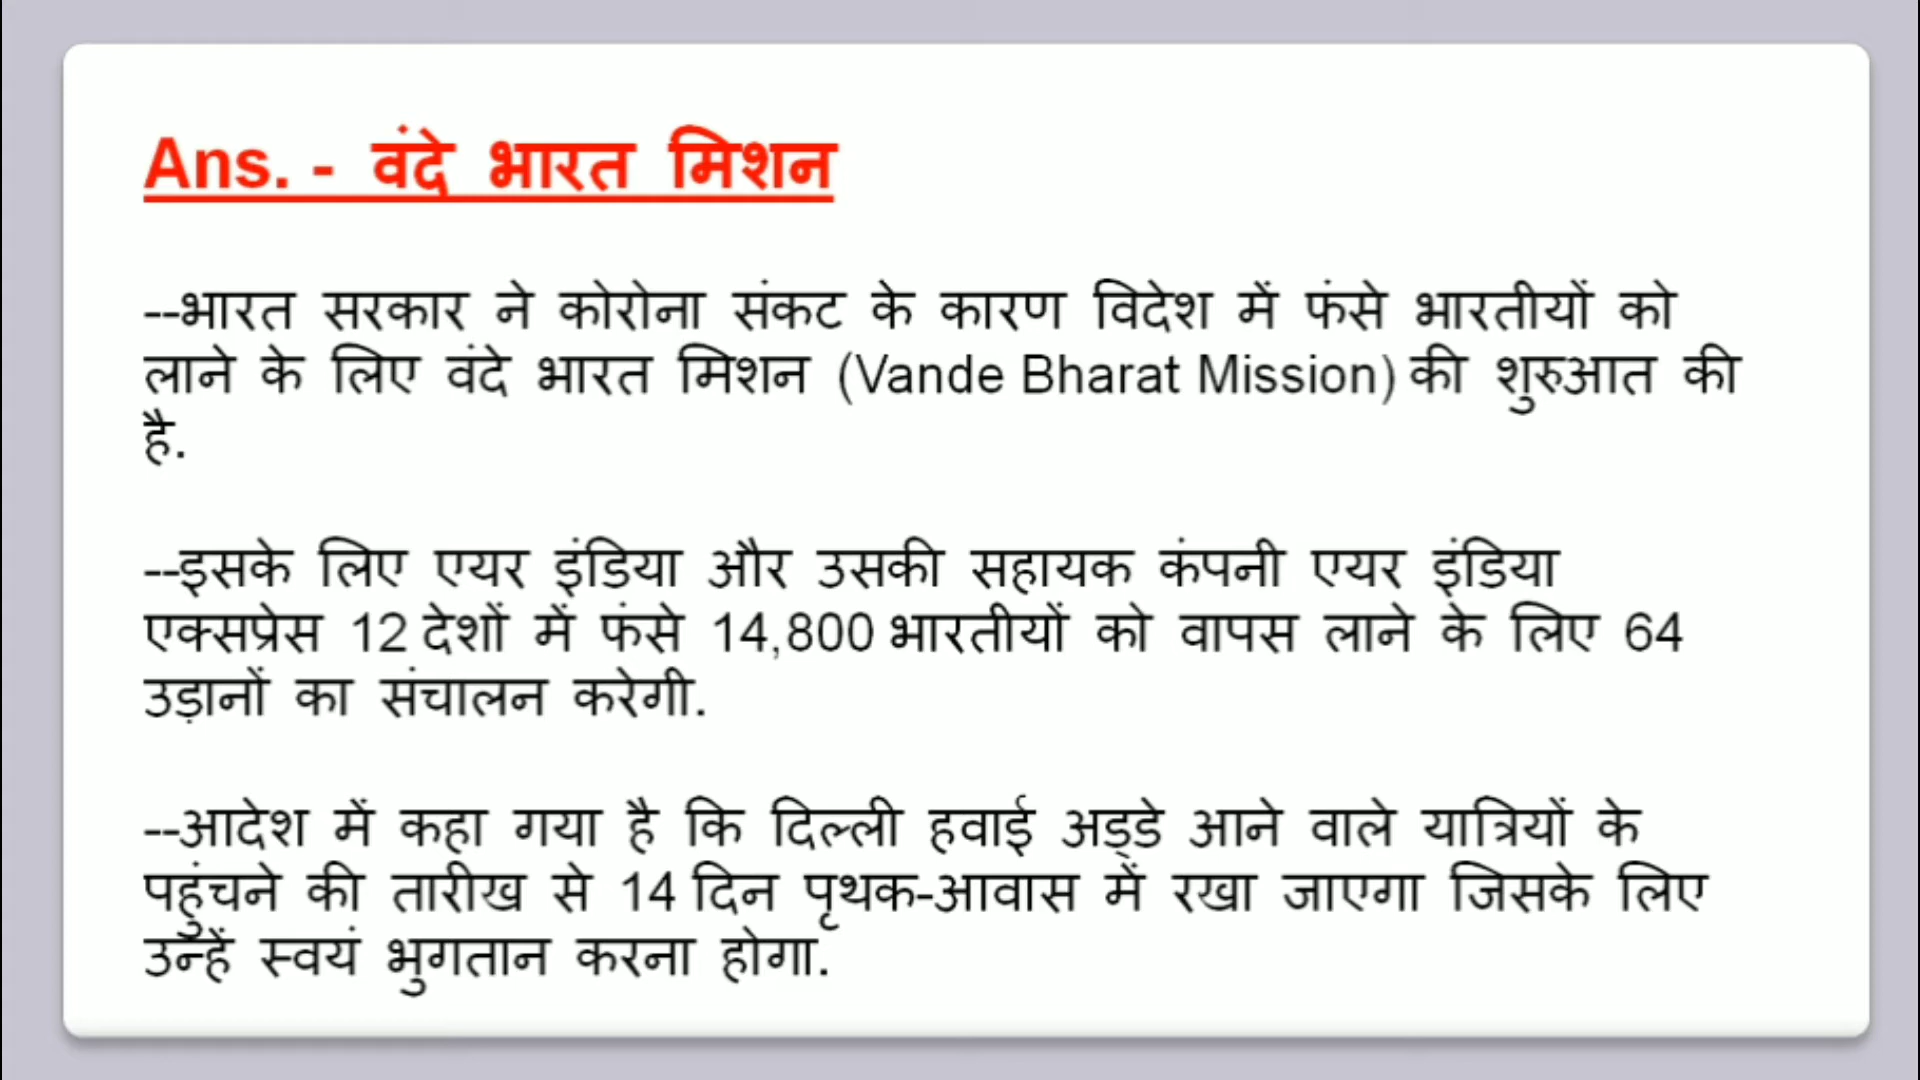 Ans. - वंदे भारत मिशन
--भारत सरकार ने कोरोना संकट के कारण विदेश में फंसे भारतीयों को
लाने के लिए वंदे भारत मिशन (Vande Bharat Mission) की शुरुआत की
है.
--इसके लिए एयर इंडिया और उसकी सहायक कंपनी एयर इंडिया
एक्सप्रेस 12 देशों में फंसे 14,800 भारतीयों को वापस लाने के लिए 64
उड़ानों का संचालन करेगी.
--आदेश में कहा गया है कि दिल्ली हवाई अड्डे आने वाले यात्रियों के
पहुंचने की तारीख से 14 दिन पृथक-आवास में रखा जाएगा जिसके लिए
उन्हें स्वयं भुगतान करना होगा.